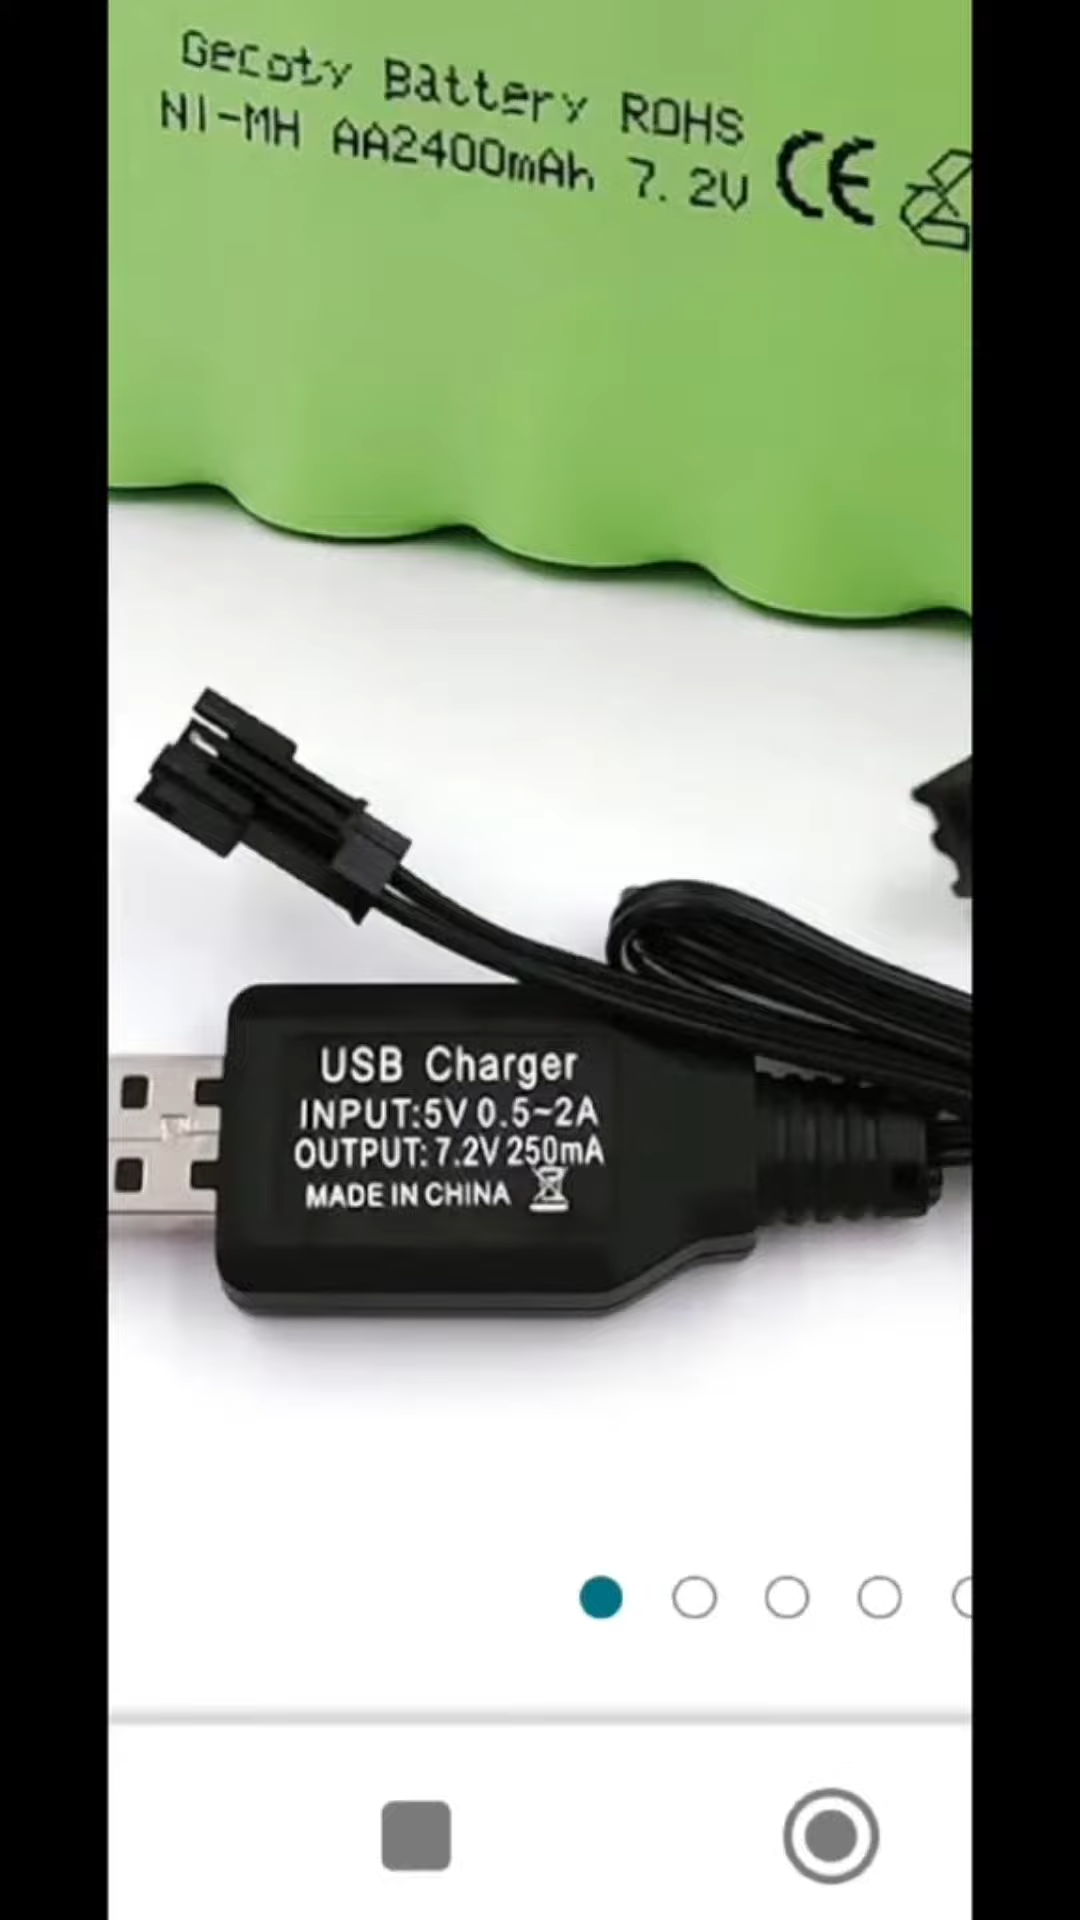 Gecoty Battery ROHS
NI-MH AA2400mAh 7.2V CE
USB Charger
INPUT:5V 0.5~2A
OUTPUT: 7.2V 250mA
MADE IN CHINA